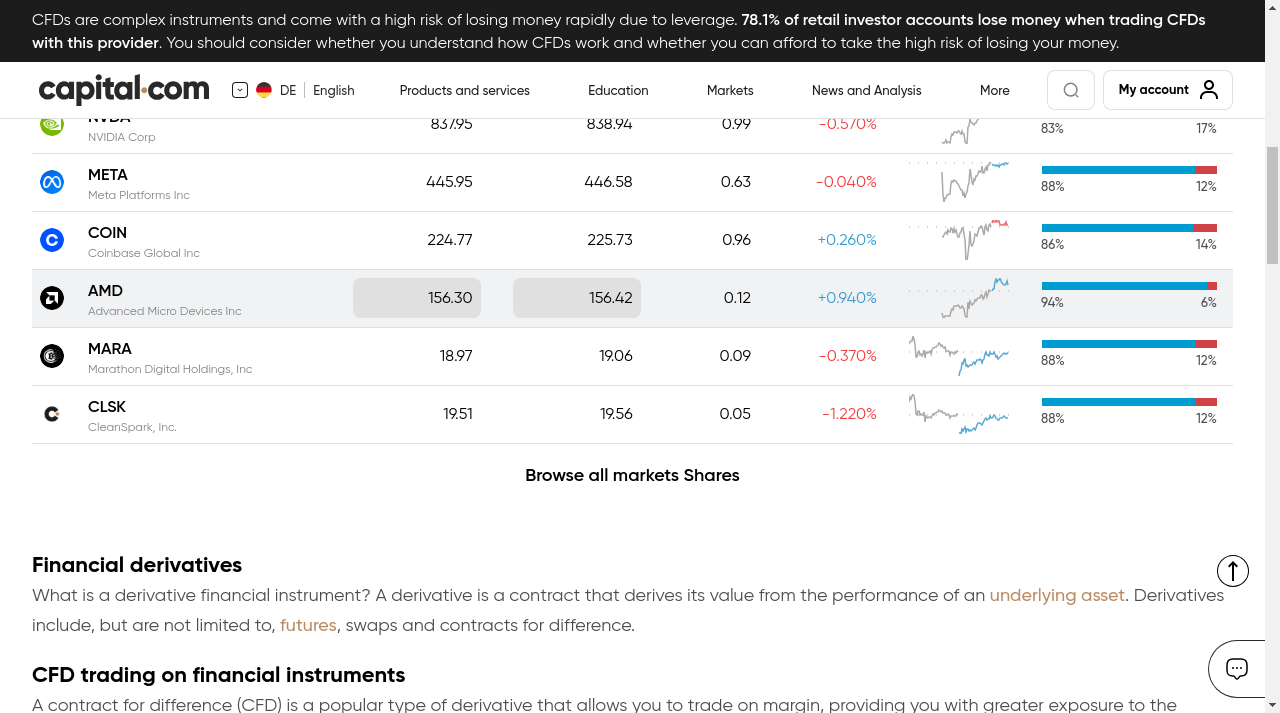 CFDs are complex instruments and come with a high risk of losing money rapidly due to leverage. 78.1% of retail investor accounts lose money when trading CFDs
with this provider. You should consider whether you understand how CFDs work and whether you can afford to take the high risk of losing your money.
capital.com DE English Products and services Education Markets News and Analysis More My account
NVDA 837.95 838.94 0.99 -0.570%
NVIDIA Corp 83% 17%
META 445.95 446.58 0.63 -0.040%
Meta Platforms Inc 88% 12%
COIN 224.77 225.73 0.96 +0.260%
Coinbase Global Inc 86% 14%
AMD 156.30 156.42 0.12 +0.940%
Advanced Micro Devices Inc 94% 6%
MARA 18.97 19.06 0.09 -0.370%
Marathon Digital Holdings, Inc 88% 12%
CLSK 19.51 19.56 0.05 -1.220%
CleanSpark, Inc. 88% 12%
Browse all markets Shares
Financial derivatives
What is a derivative financial instrument? A derivative is a contract that derives its value from the performance of an underlying asset. Derivatives
include, but are not limited to, futures, swaps and contracts for difference.
CFD trading on financial instruments
A contract for difference (CFD) is a popular type of derivative that allows you to trade on margin, providing you with greater exposure to the